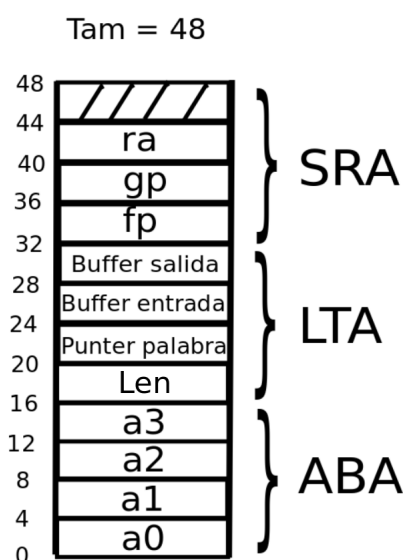 Tam = 48
48
44
ra
40
gp
36
fp
32
SRA
Buffer salida
28
Buffer entrada
24
Punter palabra
20
Len
16
LTA
a3
12
a2
8
a1
4
a0
0
ABA